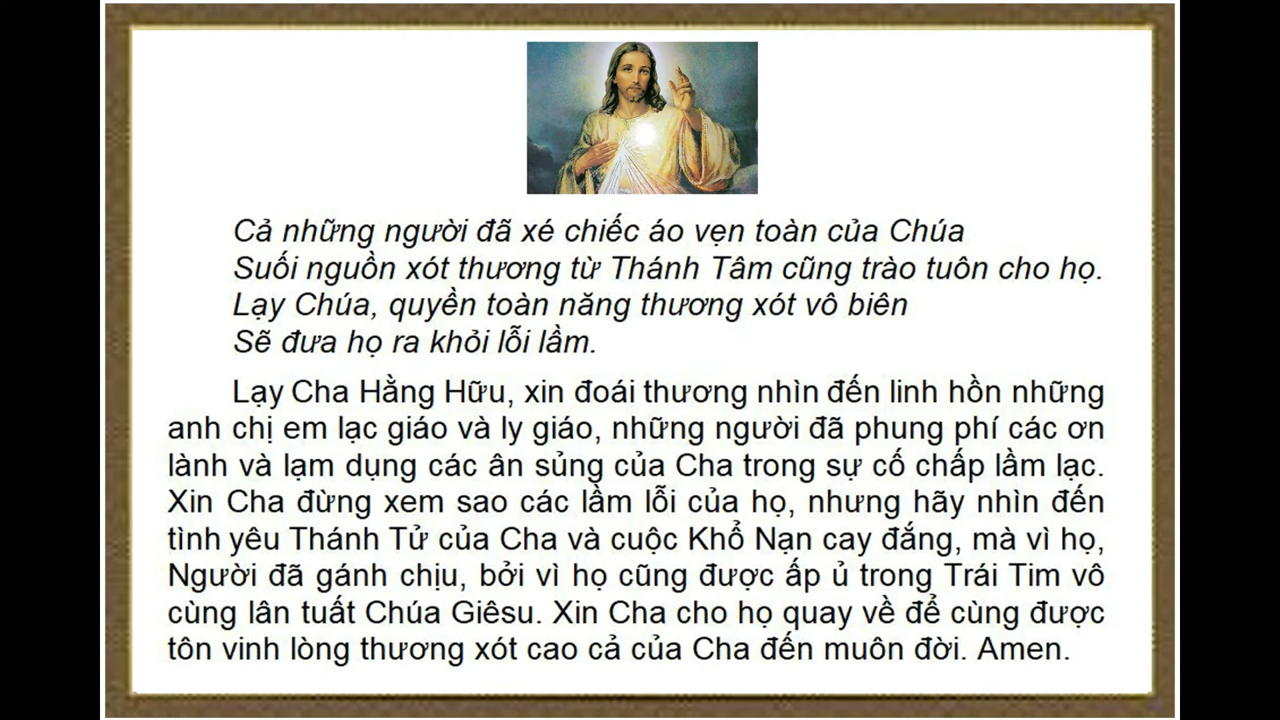 Cả những người đã xé chiếc áo vẹn toàn của Chúa
Suối nguồn xót thương từ Thánh Tâm cũng trào tuôn cho họ.
Lạy Chúa, quyền toàn năng thương xót vô biên
Sẽ đưa họ ra khỏi lỗi lầm.
Lạy Cha Hằng Hữu, xin đoái thương nhìn đến linh hồn những
anh chị em lạc giáo và ly giáo, những người đã phung phí các ơn
lành và lạm dụng các ân sủng của Cha trong sự cố chấp lầm lạc.
Xin Cha đừng xem sao các lầm lỗi của họ, nhưng hãy nhìn đến
tình yêu Thánh Tử của Cha và cuộc Khổ Nạn cay đắng, mà vì họ,
Người đã gánh chịu, bởi vì họ cũng được ấp ủ trong Trái Tim vô
cùng lân tuất Chúa Giêsu. Xin Cha cho họ quay về để cùng được
tôn vinh lòng thương xót cao cả của Cha đến muôn đời. Amen.